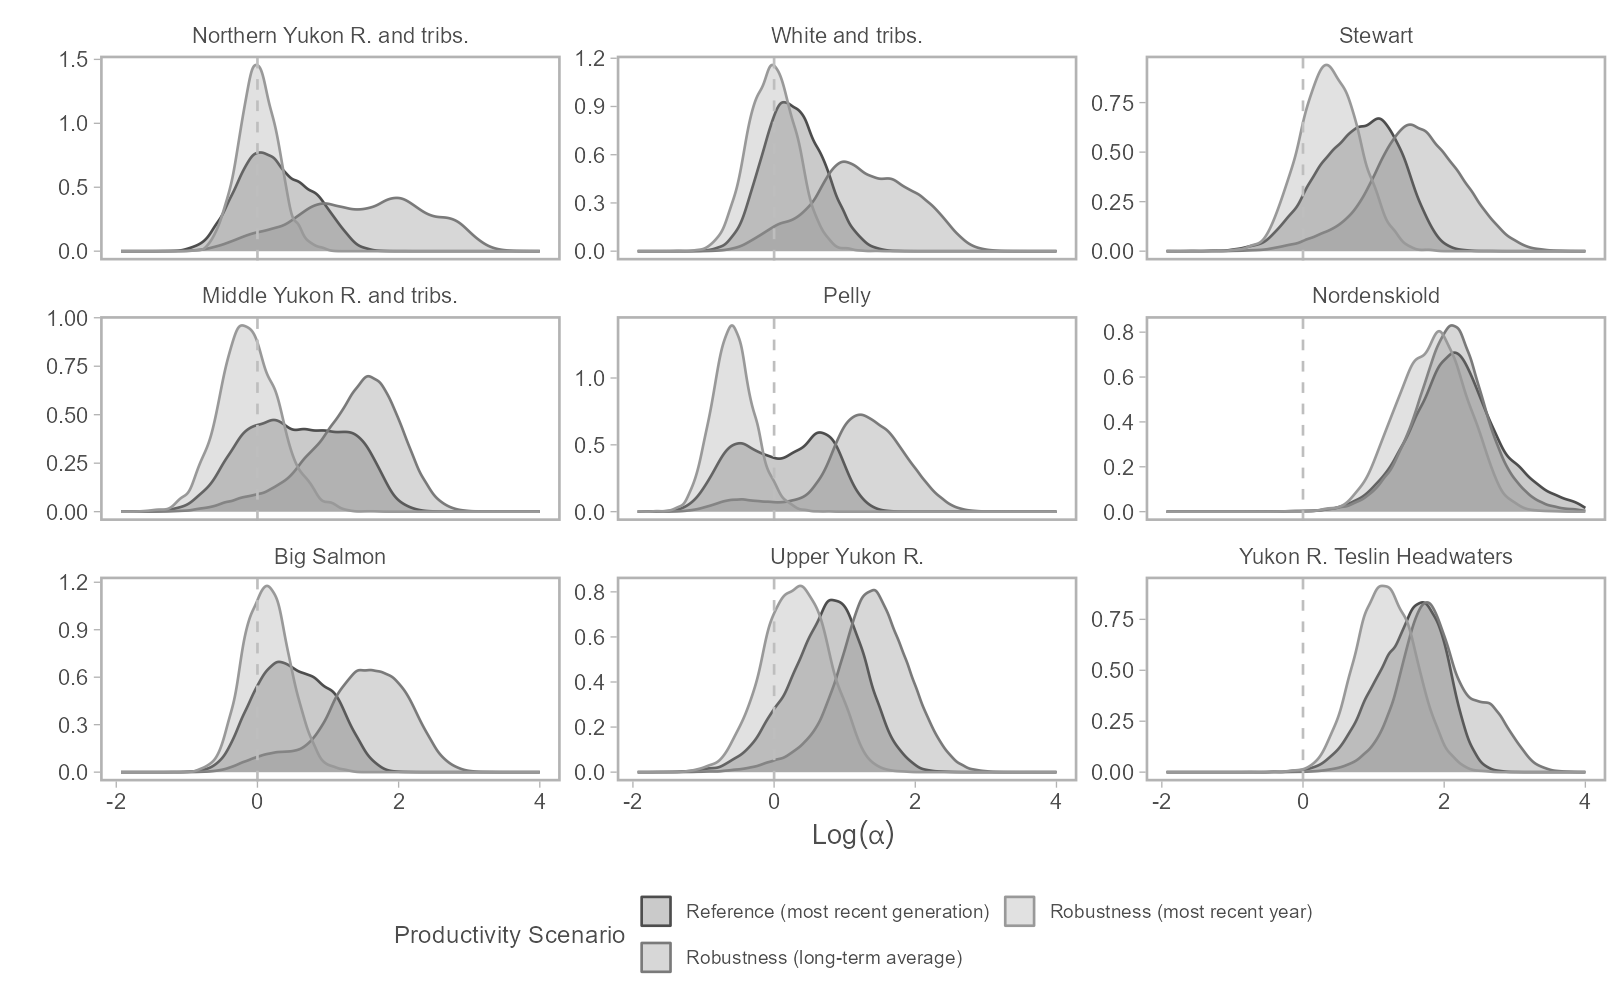 Northern Yukon R. and tribs. White and tribs. Stewart
1.5 1.0 0.5 0.0
1.2 0.9 0.6 0.3 0.0
0.75 0.50 0.25 0.00
Middle Yukon R. and tribs. Pelly Nordenskiold
1.00 0.75 0.50 0.25 0.00
1.0 0.5 0.0
0.8 0.6 0.4 0.2 0.0
Big Salmon Upper Yukon R. Yukon R. Teslin Headwaters
1.2 0.9 0.6 0.3 0.0
0.8 0.6 0.4 0.2 0.0
0.75 0.50 0.25 0.00
-2 0 2 4 -2 0 2 4 -2 0 2 4
Log(α)
Productivity Scenario
Reference (most recent generation) Robustness (most recent year)
Robustness (long-term average)